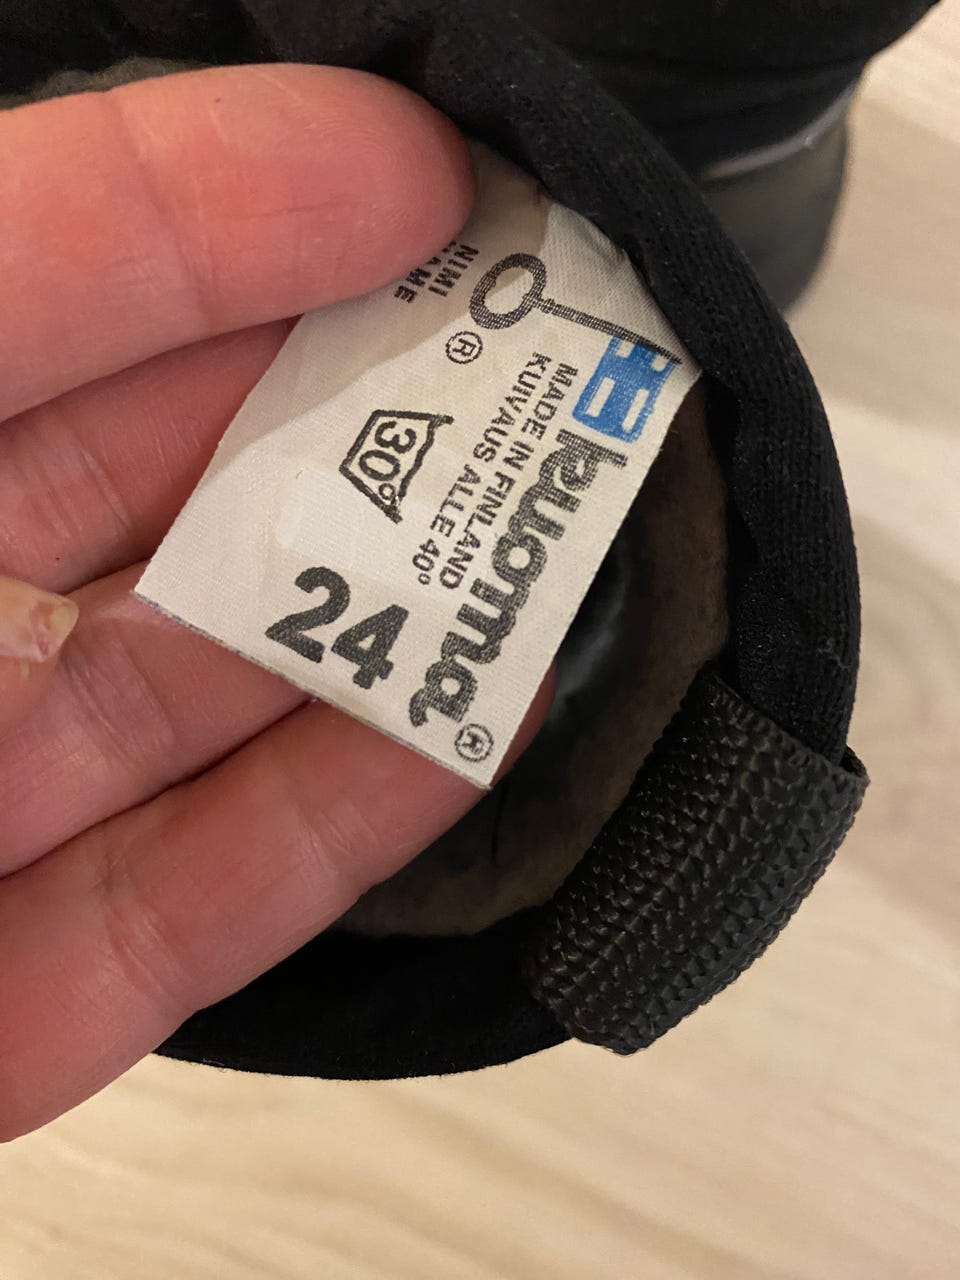 kuoma®
MADE IN FINLAND
KUIVAUS ALLE 40°
®
30°
24
NIMI